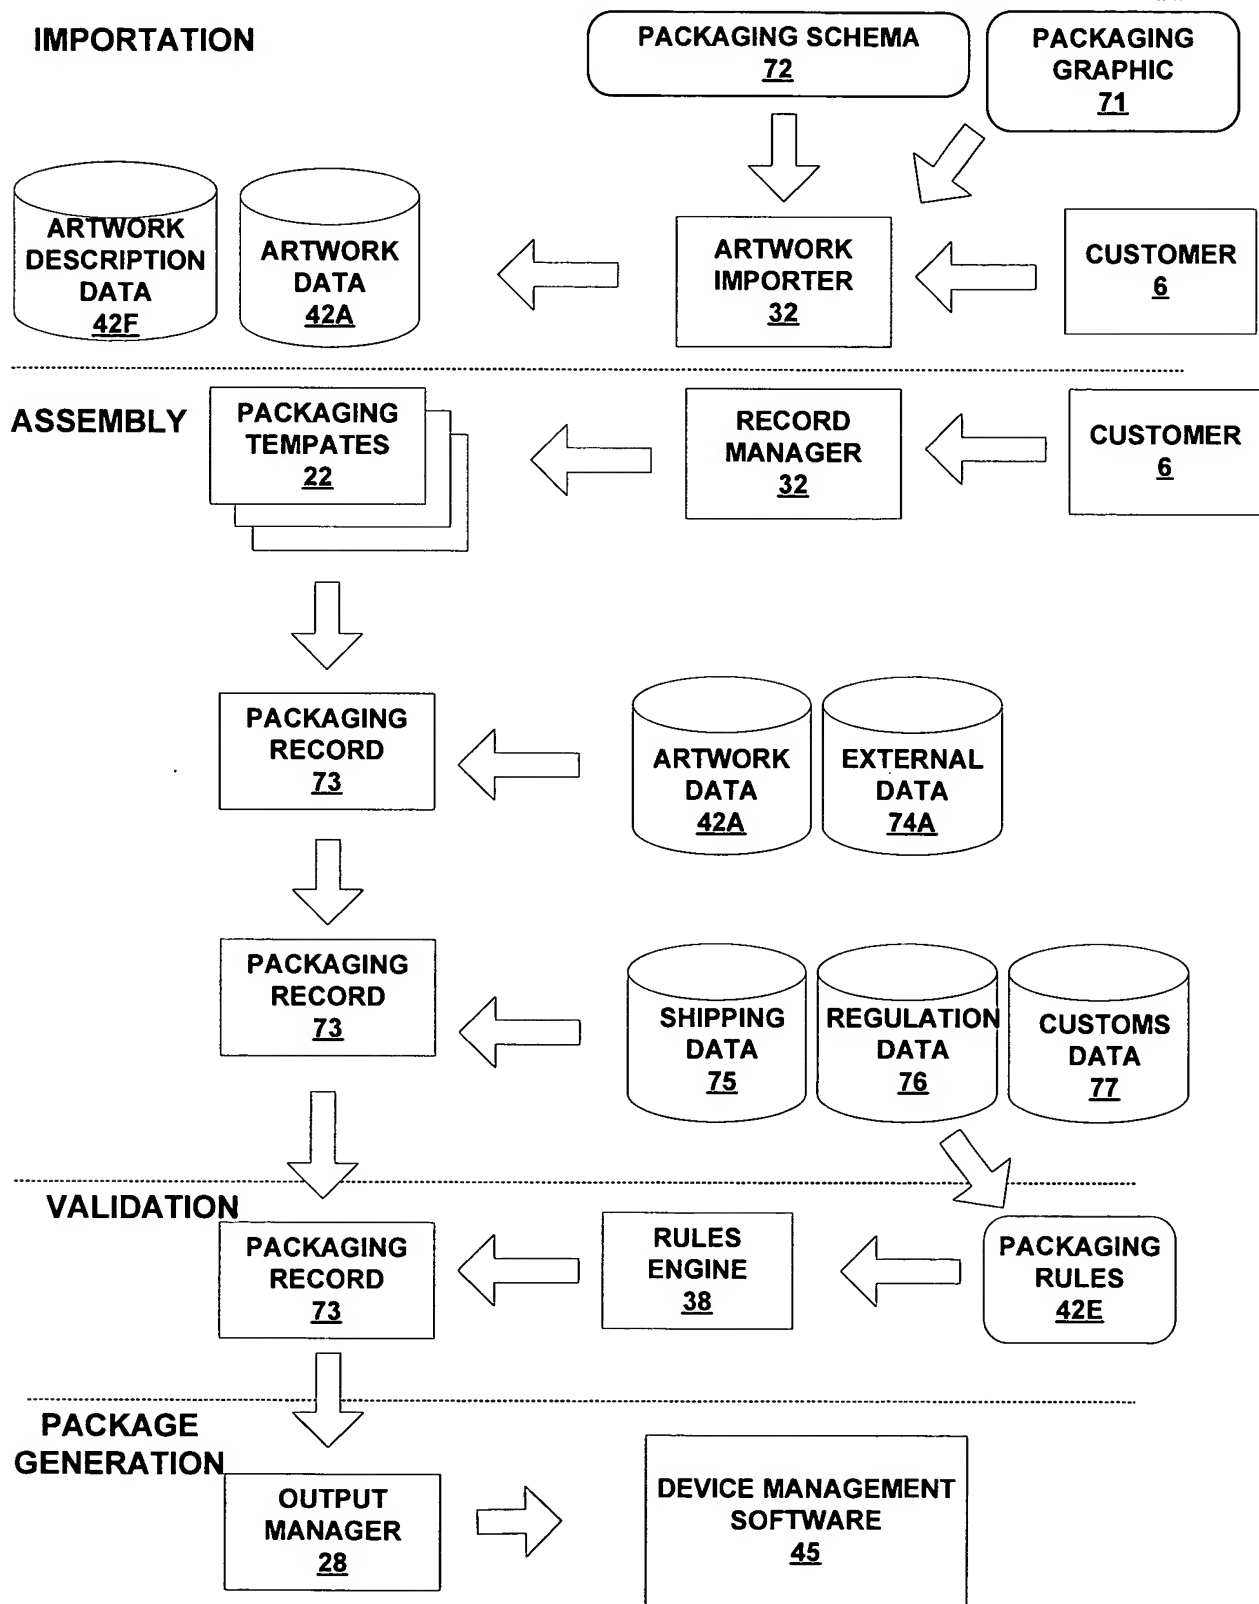 IMPORTATION
PACKAGING SCHEMA
72
PACKAGING
GRAPHIC
71
ARTWORK
DESCRIPTION
DATA
42F
ARTWORK
DATA
42A
ARTWORK
IMPORTER
32
CUSTOMER
6
ASSEMBLY
PACKAGING
TEMPATES
22
RECORD
MANAGER
32
CUSTOMER
6
PACKAGING
RECORD
73
ARTWORK
DATA
42A
EXTERNAL
DATA
74A
PACKAGING
RECORD
73
SHIPPING
DATA
75
REGULATION
DATA
76
CUSTOMS
DATA
77
VALIDATION
PACKAGING
RECORD
73
RULES
ENGINE
38
PACKAGING
RULES
42E
PACKAGE
GENERATION
OUTPUT
MANAGER
28
DEVICE MANAGEMENT
SOFTWARE
45